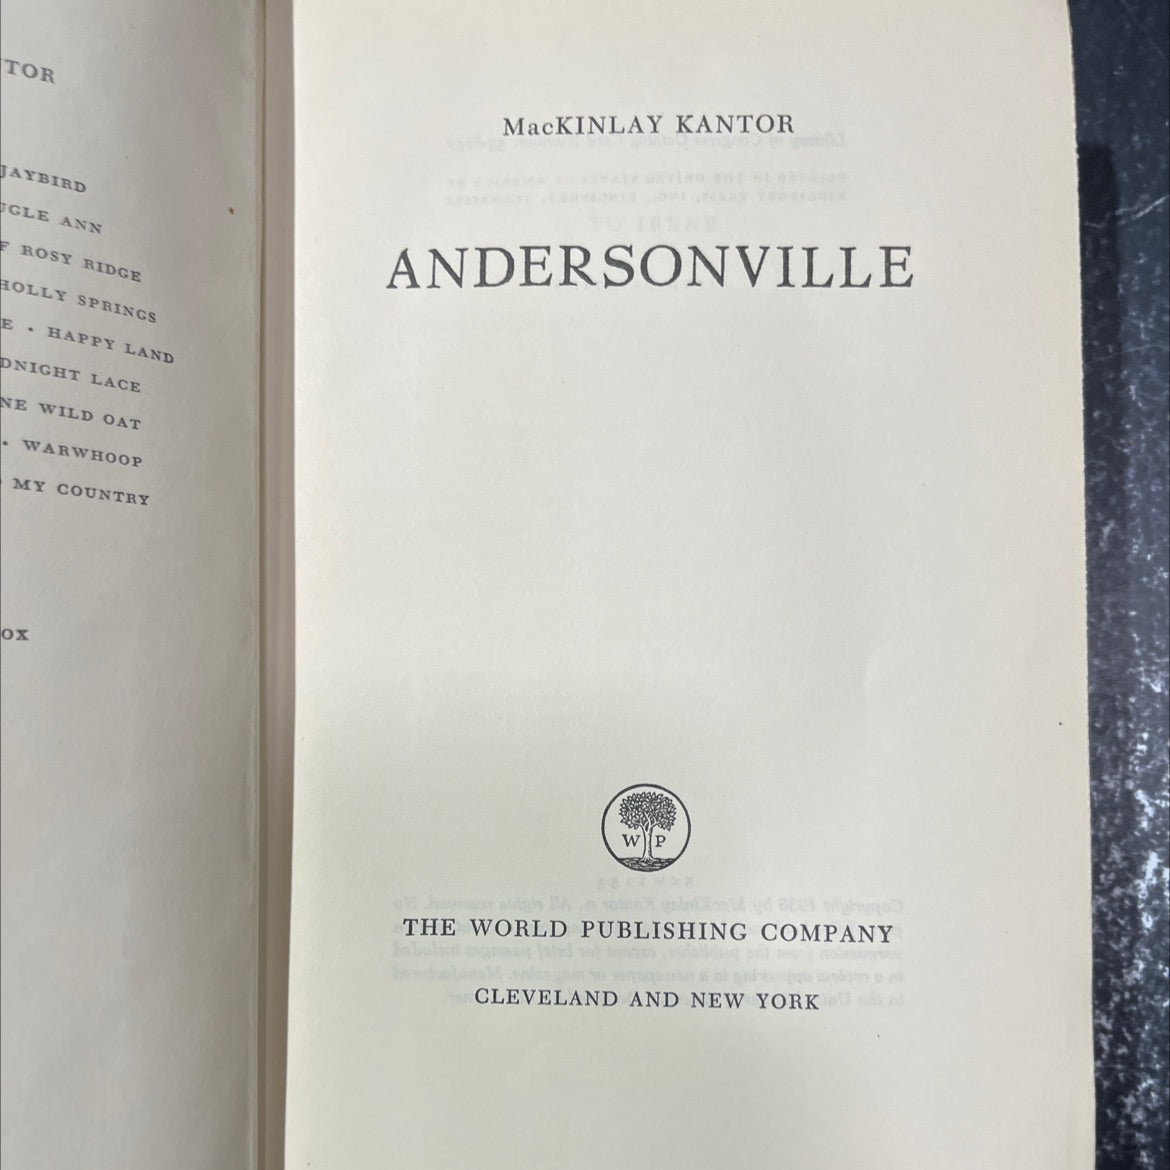 TOR
JAYBIRD
UGLE ANN
F ROSY RIDGE
HOLLY SPRINGS
E • HAPPY LAND
DNIGHT LACE
NE WILD OAT
• WARWHOOP
MY COUNTRY
OX
MacKINLAY KANTOR
ANDERSONVILLE
W P
THE WORLD PUBLISHING COMPANY
CLEVELAND AND NEW YORK